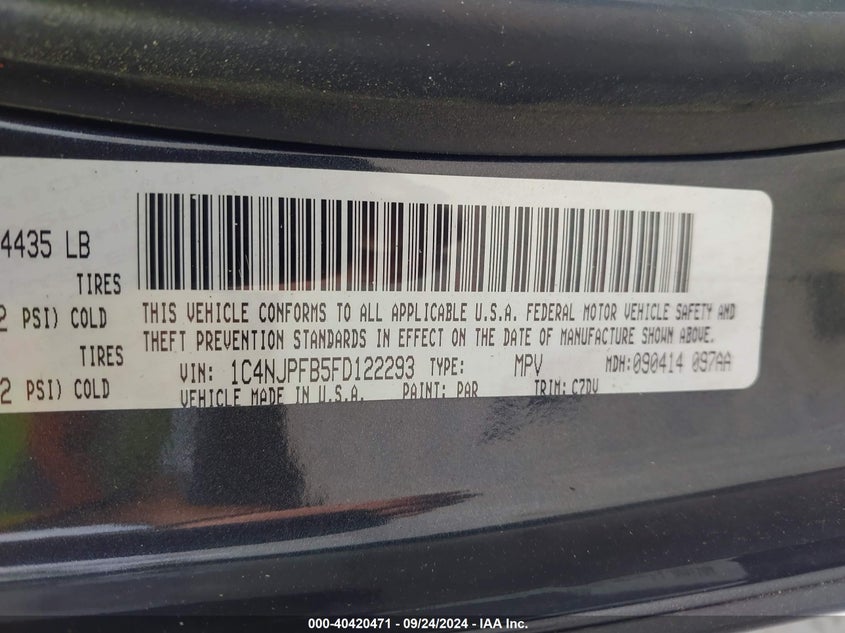 4435 LB
TIRES
2 PSI) COLD
TIRES
2 PSI) COLD
THIS VEHICLE CONFORMS TO ALL APPLICABLE U.S.A. FEDERAL MOTOR VEHICLE SAFETY AND
THEFT PREVENTION STANDARDS IN EFFECT ON THE DATE OF MANUFACTURE SHOWN ABOVE.
VIN: 1C4NJPFB5FD122293 TYPE: MPV MDH:090414 097AA
VEHICLE MADE IN U.S.A. PAINT: PAR TRIM: C7DV
000-40420471 - 09/24/2024 - © IAA